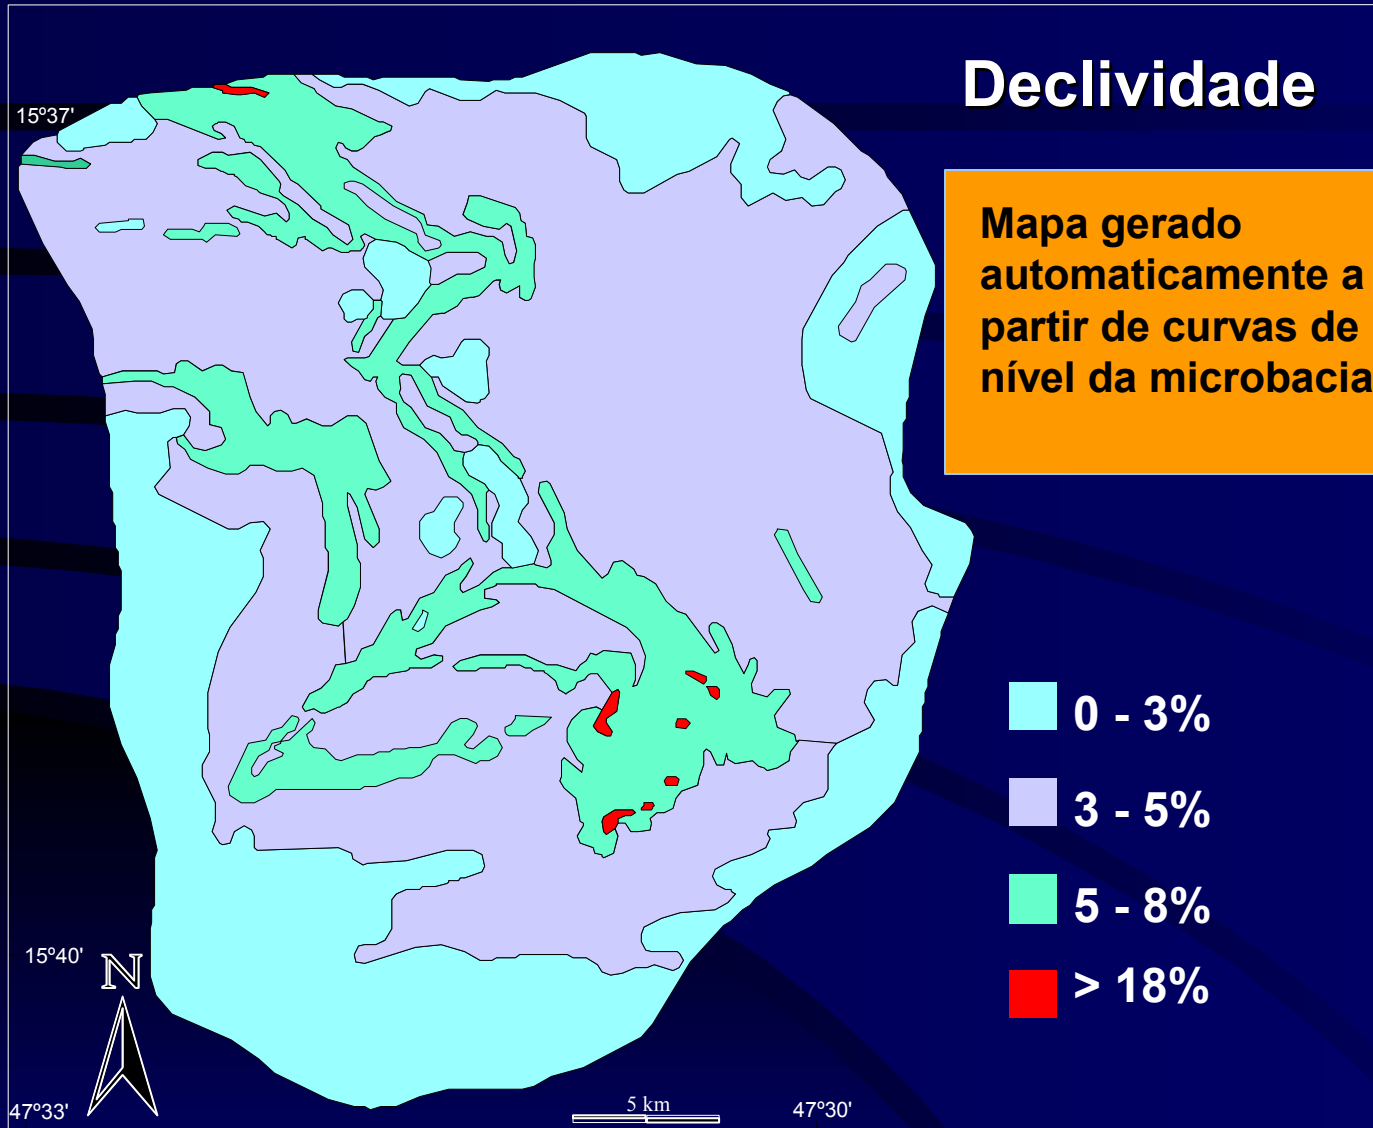 Declividade
15º37'
Mapa gerado
automaticamente a
partir de curvas de
nível da microbacia
0 - 3%
3 - 5%
5 - 8%
> 18%
15º40'
N
47º33'
5 km
47º30'